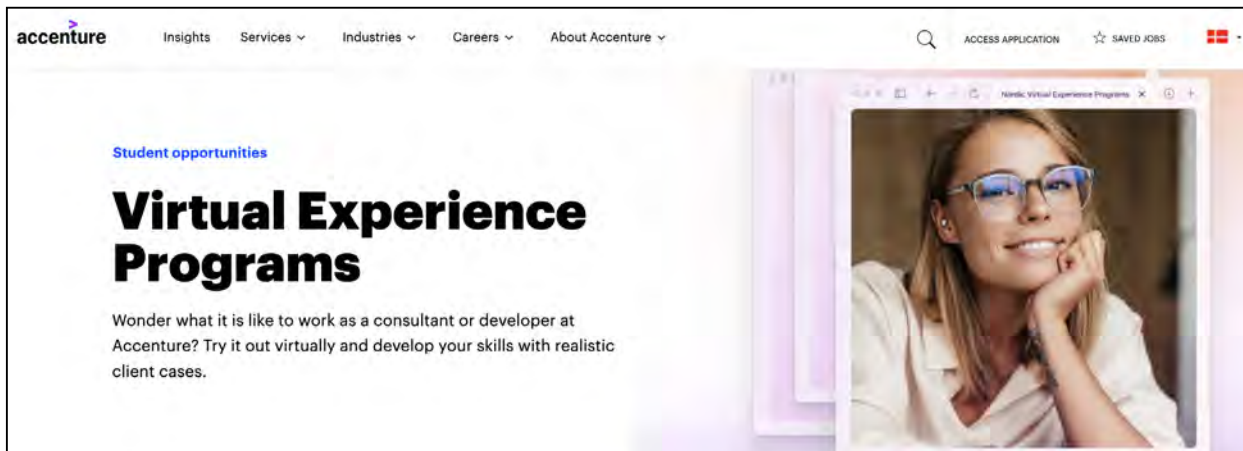 accenture
Insights
Services
Industries
Careers
About Accenture
ACCESS APPLICATION
SAVED JOBS
Nordic Virtual Experience Programs
Student opportunities
Virtual Experience
Programs
Wonder what it is like to work as a consultant or developer at
Accenture? Try it out virtually and develop your skills with realistic
client cases.